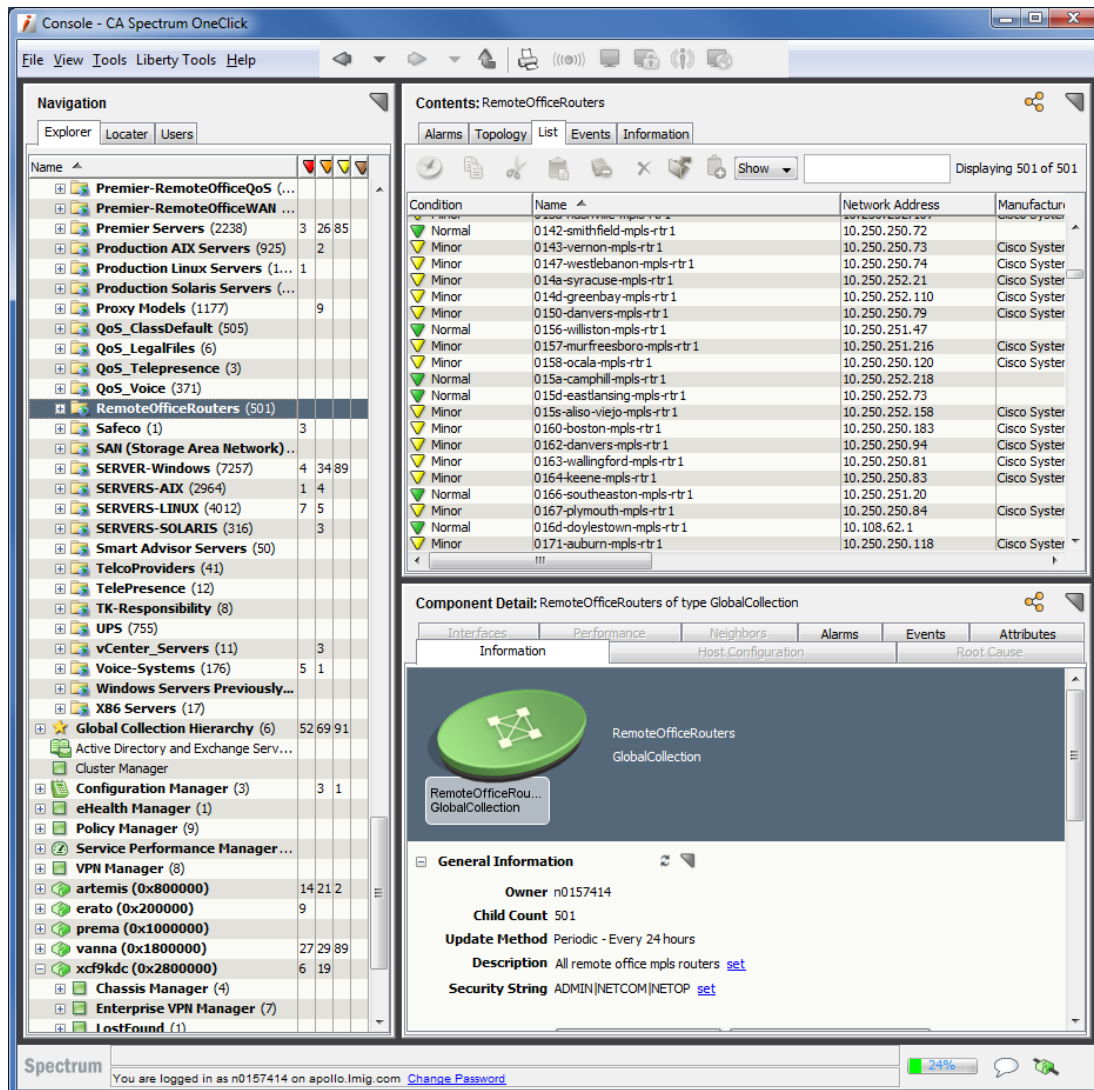 Console - CA Spectrum OneClick
File View Tools Liberty Tools Help
Navigation
Explorer Locater Users
Name
Premier-RemoteOfficeQoS (...
Premier-RemoteOfficeWAN ...
Premier Servers (2238) 3 26 85
Production AIX Servers (925) 2
Production Linux Servers (1... 1
Production Solaris Servers (...
Proxy Models (1177) 9
QoS_ClassDefault (505)
QoS_LegalFiles (6)
QoS_Telepresence (3)
QoS_Voice (371)
RemoteOfficeRouters (501)
Safeco (1) 3
SAN (Storage Area Network)...
SERVER-Windows (7257) 4 34 89
SERVERS-AIX (2964) 1 4
SERVERS-LINUX (4012) 7 5
SERVERS-SOLARIS (316) 3
Smart Advisor Servers (50)
TelcoProviders (41)
TelePresence (12)
TK-Responsibility (8)
UPS (755)
vCenter_Servers (11) 3
Voice-Systems (176) 5 1
Windows Servers Previously...
X86 Servers (17)
Global Collection Hierarchy (6) 52 69 91
Active Directory and Exchange Serv...
Cluster Manager
Configuration Manager (3) 3 1
eHealth Manager (1)
Policy Manager (9)
Service Performance Manager...
VPN Manager (8)
artemis (0x800000) 14 21 2
erato (0x200000) 9
prema (0x1000000)
vanna (0x1800000) 27 29 89
xcf9kdc (0x2800000) 6 19
Chassis Manager (4)
Enterprise VPN Manager (7)
LostFound (1)
Contents: RemoteOfficeRouters
Alarms Topology List Events Information
Show Displaying 501 of 501
Condition Name Network Address Manufacture
Normal 0142-smithfield-mpls-rtr1 10.250.250.72
Minor 0143-vernon-mpls-rtr1 10.250.250.73 Cisco System
Minor 0147-westlebanon-mpls-rtr1 10.250.250.74 Cisco System
Minor 014a-syracuse-mpls-rtr1 10.250.252.21 Cisco System
Minor 014d-greenbay-mpls-rtr1 10.250.252.110 Cisco System
Minor 0150-danvers-mpls-rtr1 10.250.250.79 Cisco System
Normal 0156-williston-mpls-rtr1 10.250.251.47
Minor 0157-murfreesboro-mpls-rtr1 10.250.251.216 Cisco System
Minor 0158-ocala-mpls-rtr1 10.250.250.120 Cisco System
Normal 015a-camphill-mpls-rtr1 10.250.252.218
Normal 015d-eastlansing-mpls-rtr1 10.250.252.73
Minor 015s-aliso-viejo-mpls-rtr1 10.250.252.158 Cisco System
Minor 0160-boston-mpls-rtr1 10.250.250.183 Cisco System
Minor 0162-danvers-mpls-rtr1 10.250.250.94 Cisco System
Minor 0163-wallingford-mpls-rtr1 10.250.250.81 Cisco System
Minor 0164-keene-mpls-rtr1 10.250.250.83 Cisco System
Normal 0166-southeaston-mpls-rtr1 10.250.251.20
Minor 0167-plymouth-mpls-rtr1 10.250.250.84 Cisco System
Normal 016d-doylestown-mpls-rtr1 10.108.62.1
Minor 0171-auburn-mpls-rtr1 10.250.250.118 Cisco System
Component Detail: RemoteOfficeRouters of type GlobalCollection
Interfaces Performance Neighbors Alarms Events Attributes
Information Host Configuration Root Cause
RemoteOfficeRouters
GlobalCollection
RemoteOfficeRou...
GlobalCollection
General Information
Owner n0157414
Child Count 501
Update Method Periodic - Every 24 hours
Description All remote office mpls routers set
Security String ADMIN|NETCOM|NETOP set
Spectrum
You are logged in as n0157414 on apollo.lmig.com Change Password
24%